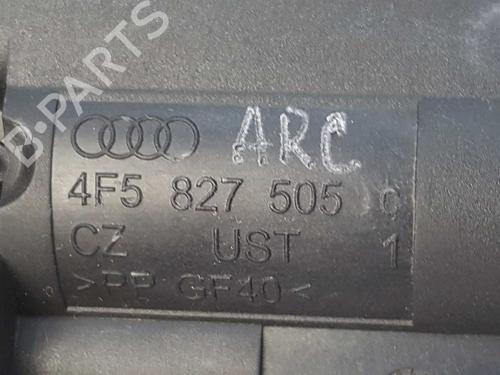 B-PARTS
ARC
4F5 827 505 C
CZ UST 1
>PP GF40<